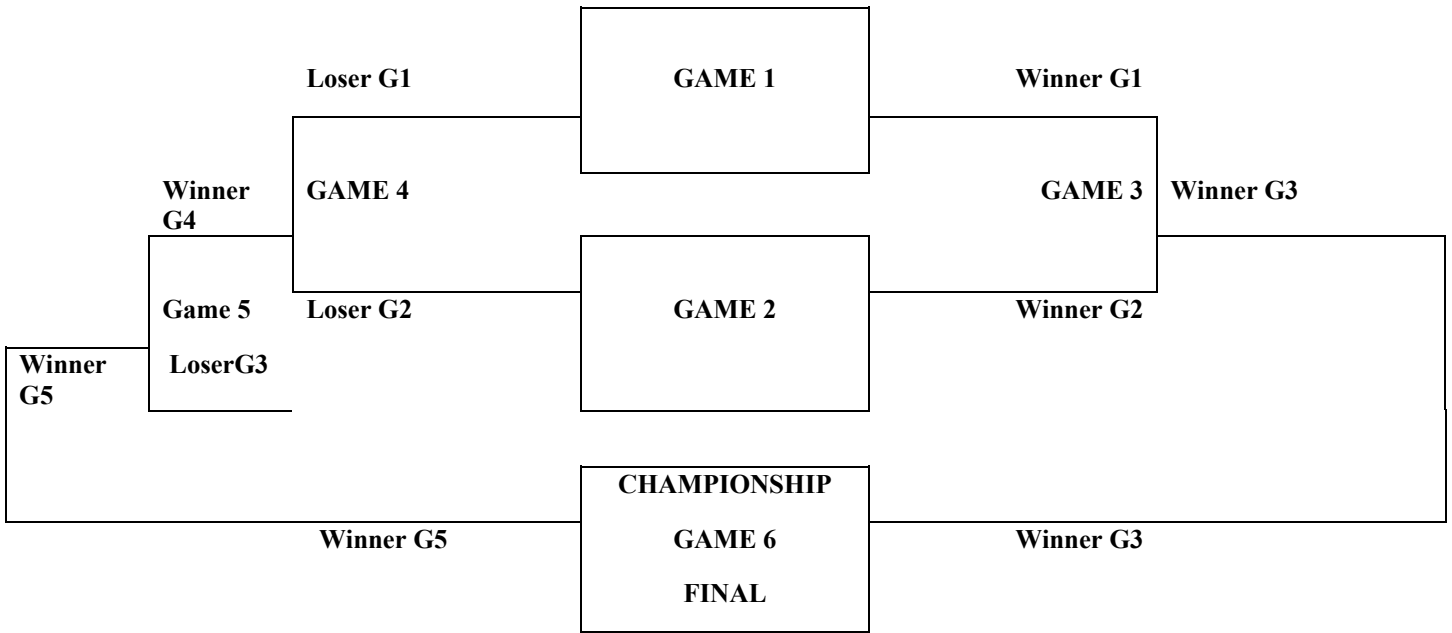 Loser G1
GAME 1
Winner G1
Winner
G4
GAME 4
GAME 3
Winner G3
Game 5
Loser G2
GAME 2
Winner G2
Winner
G5
LoserG3
CHAMPIONSHIP
Winner G5
GAME 6
Winner G3
FINAL